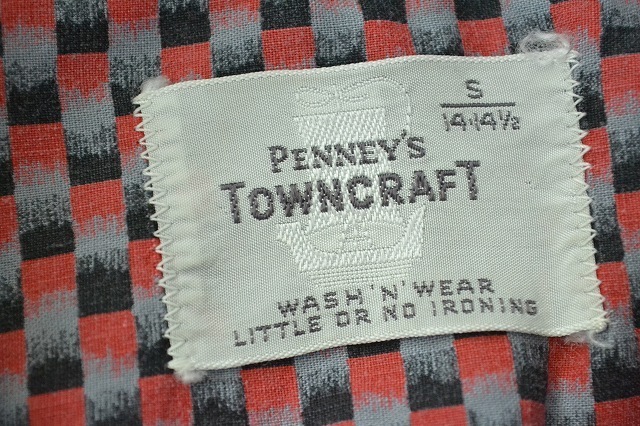 S
14-14½
PENNEY'S
TOWNCRAFT
WASH 'N' WEAR
LITTLE OR NO IRONING